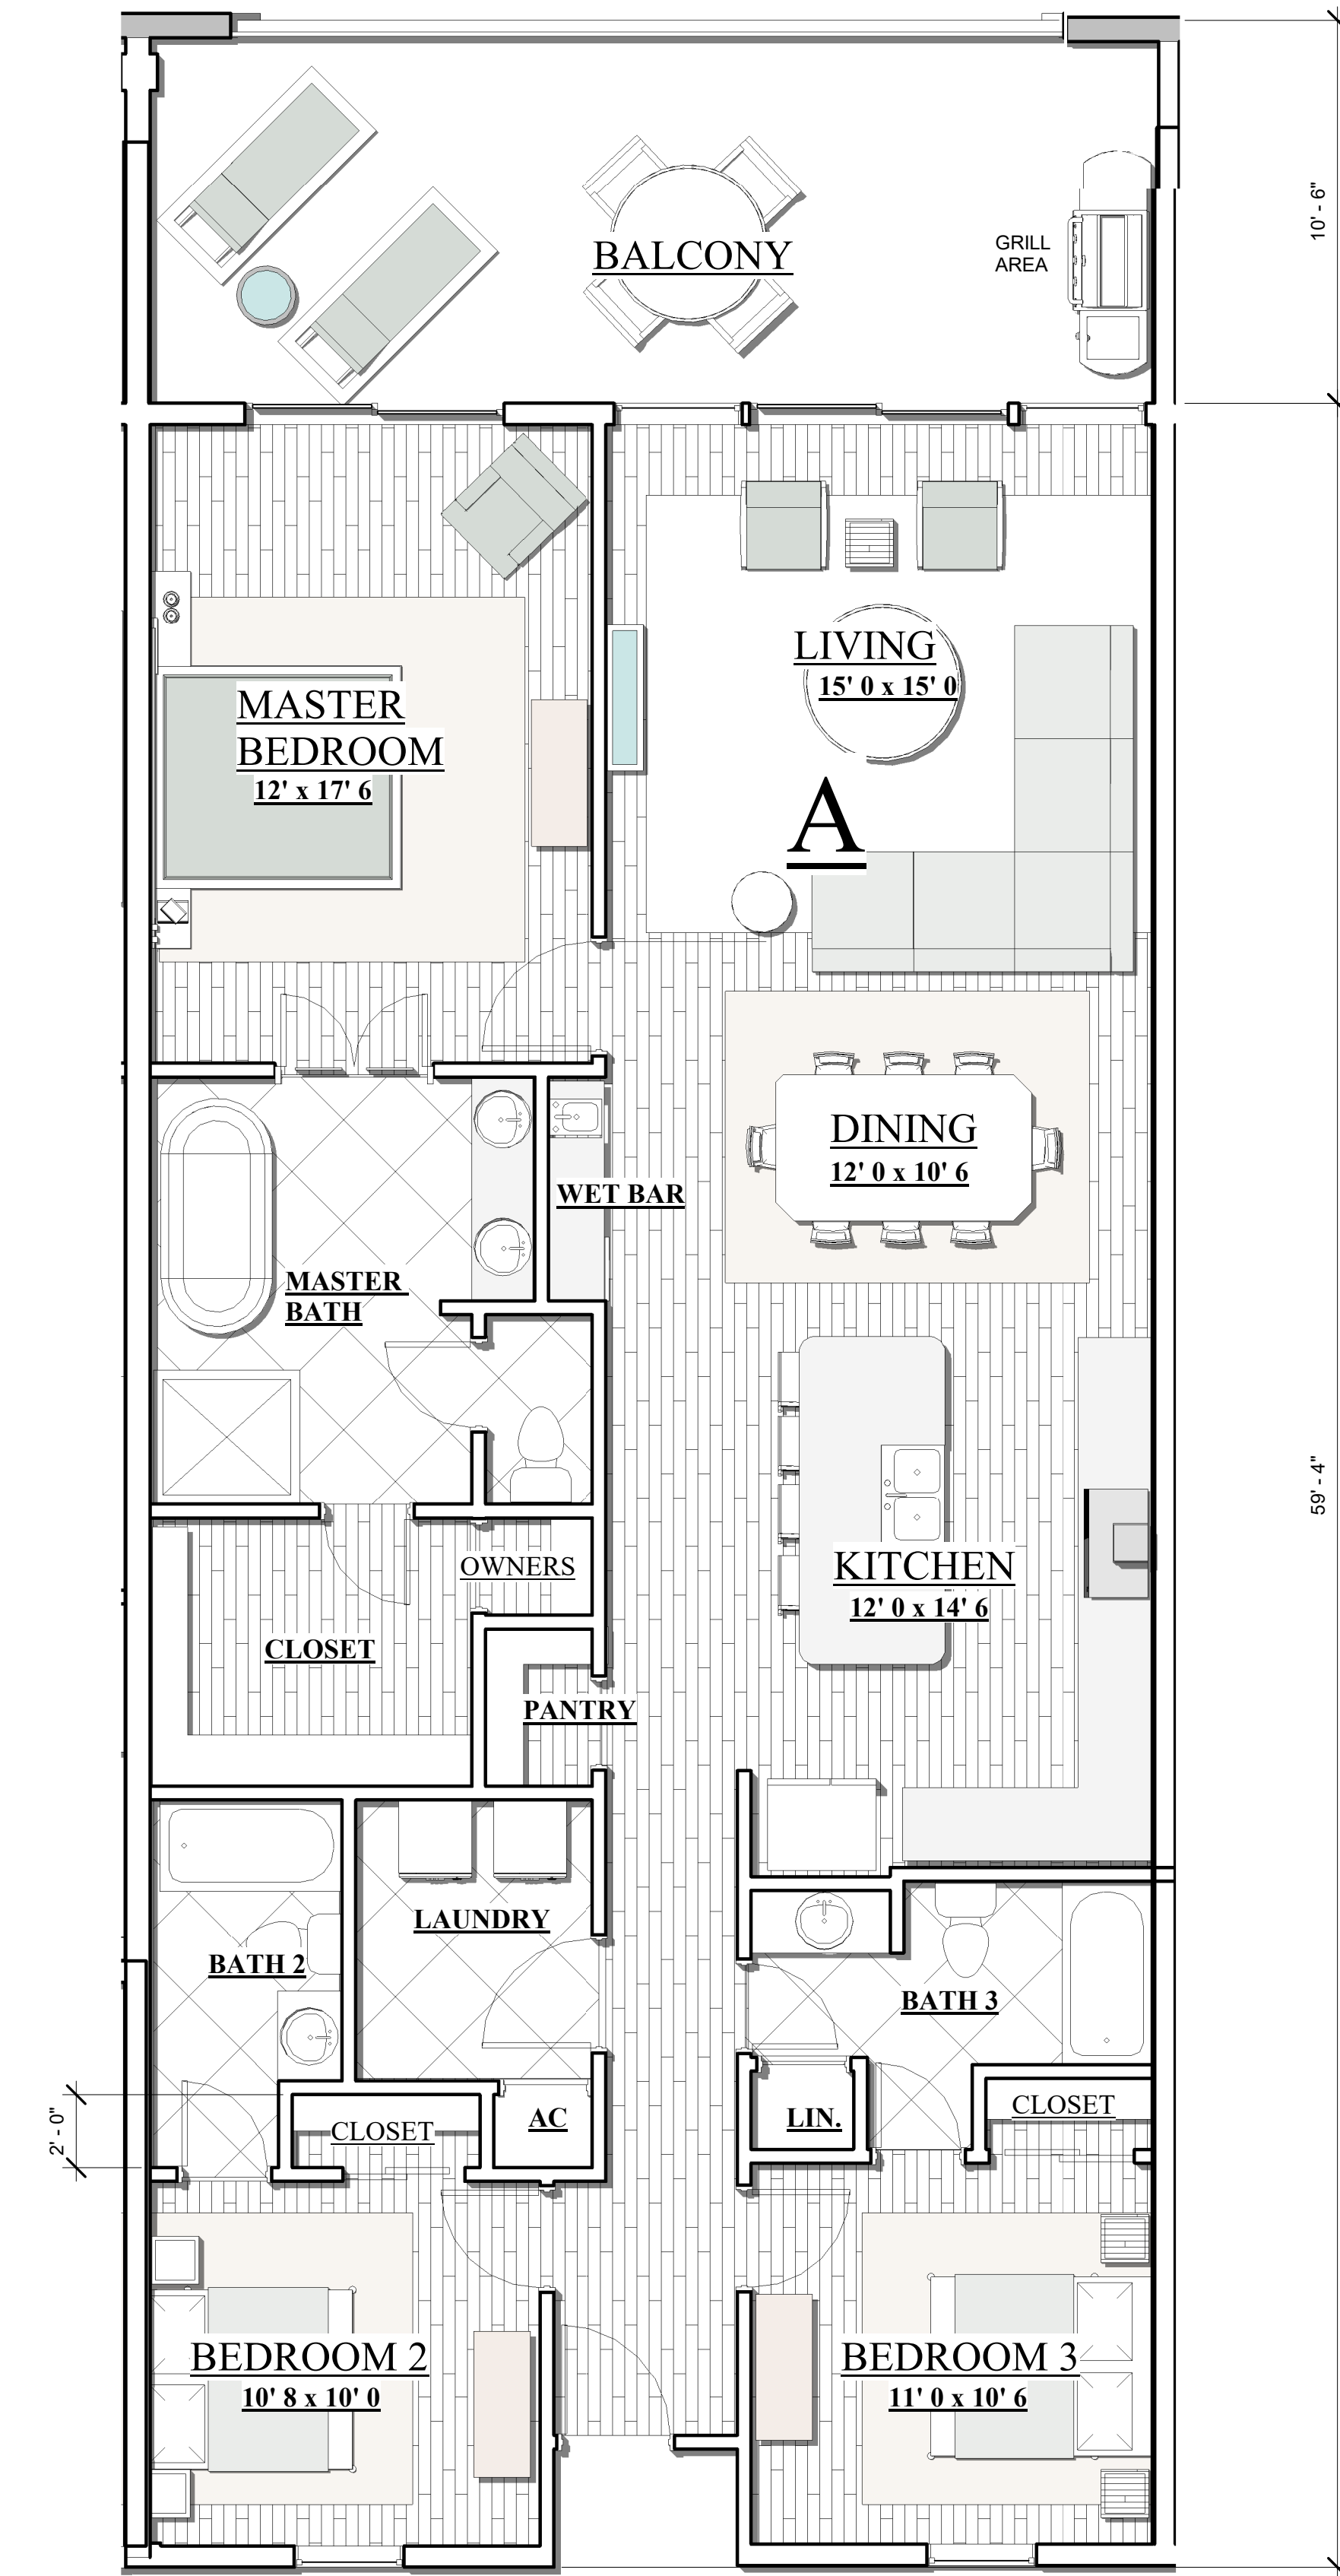 10' - 6"
GRILL
AREA
BALCONY
LIVING
15' 0 x 15' 0
MASTER
BEDROOM
12' x 17' 6
A
DINING
12' 0 x 10' 6
WET BAR
MASTER
BATH
59' - 4"
KITCHEN
12' 0 x 14' 6
OWNERS
CLOSET
PANTRY
LAUNDRY
BATH 2
BATH 3
2' - 0"
CLOSET
AC
LIN.
CLOSET
BEDROOM 2
10' 8 x 10' 0
BEDROOM 3
11' 0 x 10' 6